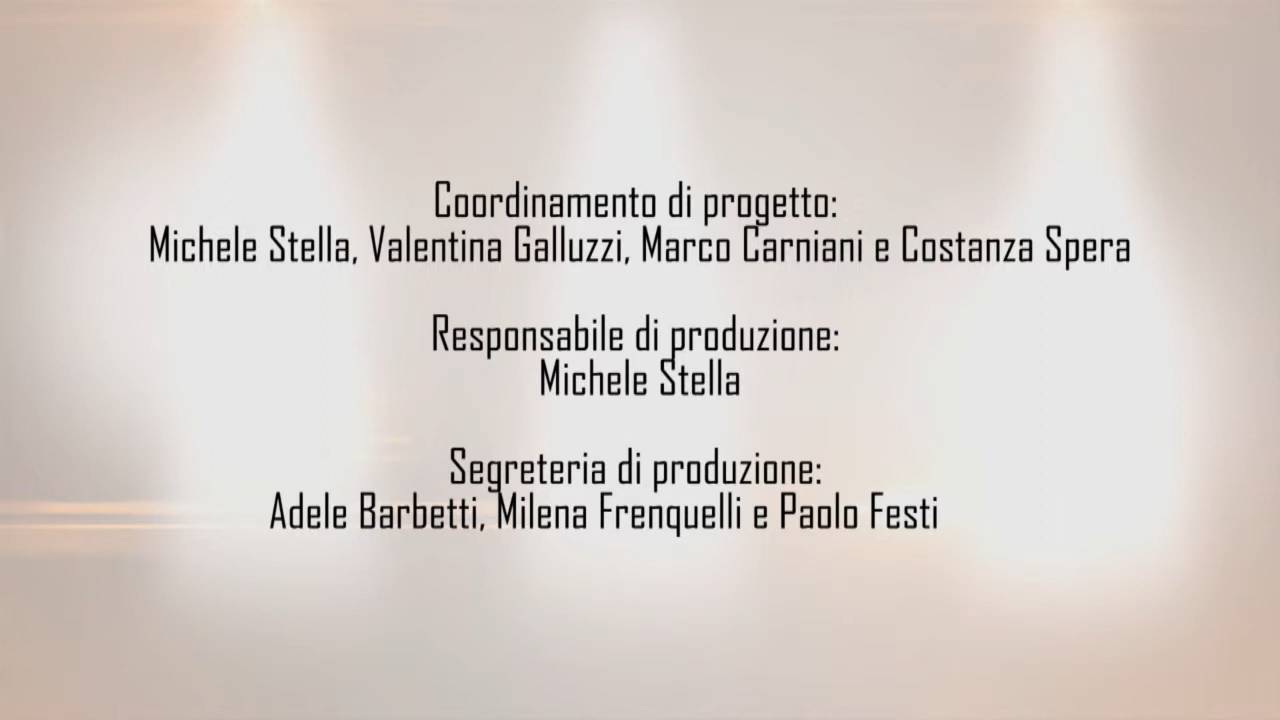 Coordinamento di progetto:
Michele Stella, Valentina Galluzzi, Marco Carniani e Costanza Spera
Responsabile di produzione:
Michele Stella
Segreteria di produzione:
Adele Barbetti, Milena Frenquelli e Paolo Festi